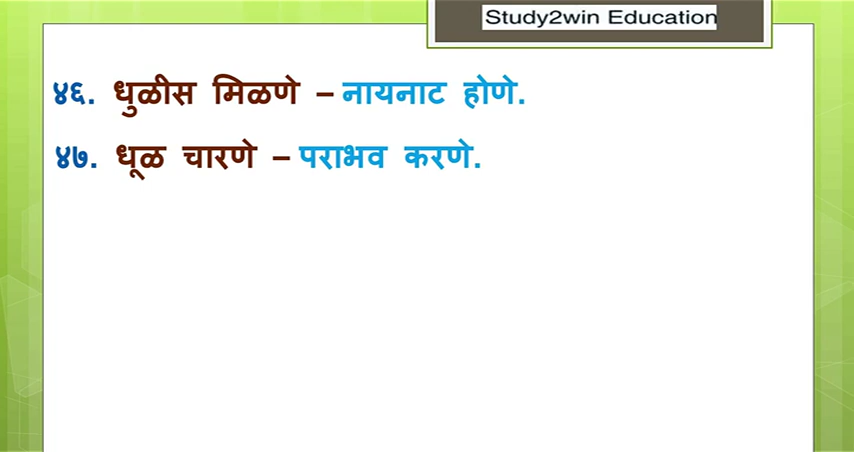 Study2win Education
४६. धुळीस मिळणे – नायनाट होणे.
४७. धूळ चारणे – पराभव करणे.